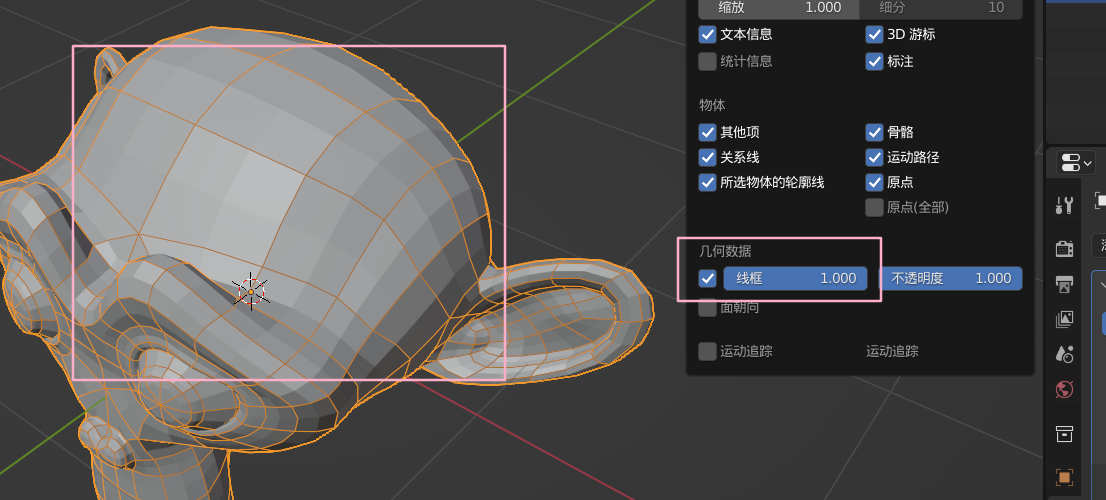 缩放 1.000 细分 10
文本信息 3D 游标
统计信息 标注
物体
其他项 骨骼
关系线 运动路径
所选物体的轮廓线 原点
原点(全部)
几何数据
线框 1.000 不透明度 1.000
面朝向
运动追踪 运动追踪